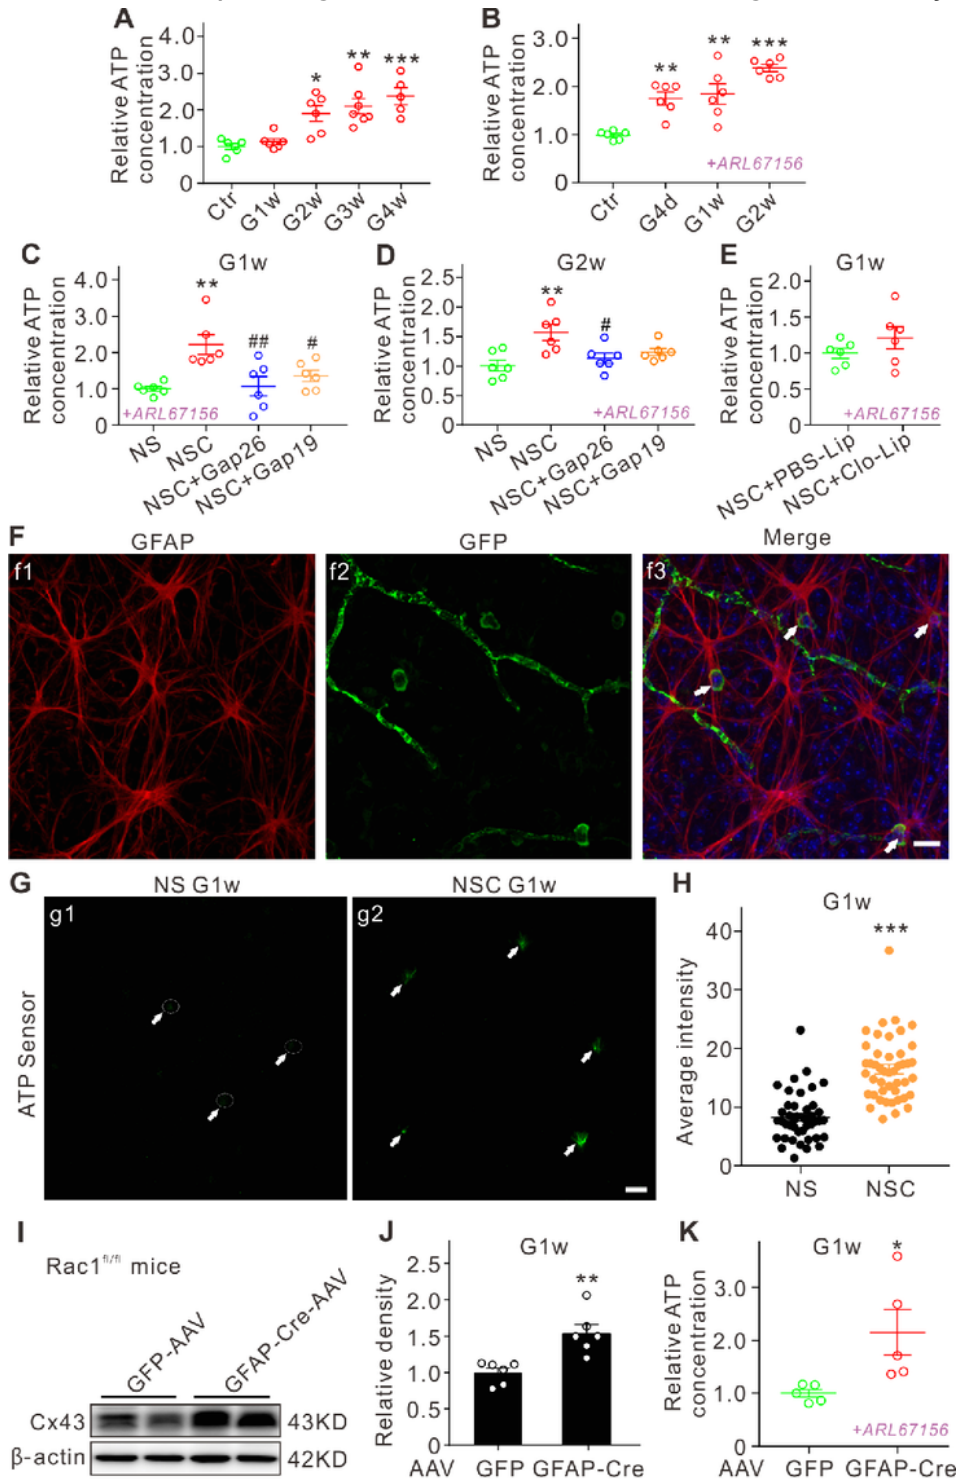 A
Relative ATP
concentration
4.0
3.0
2.0
1.0
0
*
**
***
Ctr
G1w
G2w
G3w
G4w
B
Relative ATP
concentration
3.0
2.0
1.0
0
**
**
***
+ARL67156
Ctr
G4d
G1w
G2w
C
G1w
Relative ATP
concentration
4.0
3.0
2.0
1.0
0
**
##
#
+ARL67156
NS
NSC
NSC+Gap26
NSC+Gap19
D
G2w
Relative ATP
concentration
2.5
2.0
1.5
1.0
0.5
0
**
#
+ARL67156
NS
NSC
NSC+Gap26
NSC+Gap19
E
G1w
Relative ATP
concentration
2.0
1.5
1.0
0.5
0
+ARL67156
NSC+PBS-Lip
NSC+Clo-Lip
F
GFAP
GFP
Merge
f1
f2
f3
G
NS G1w
NSC G1w
ATP Sensor
g1
g2
H
G1w
Average intensity
40
30
20
10
0
***
NS
NSC
I
Rac1fl/fl mice
GFP-AAV
GFAP-Cre-AAV
Cx43
43KD
β-actin
42KD
J
G1w
Relative density
2.5
2.0
1.5
1.0
0.5
0
**
AAV GFP GFAP-Cre
K
G1w
Relative ATP
concentration
3.0
2.0
1.0
0
*
+ARL67156
AAV GFP GFAP-Cre